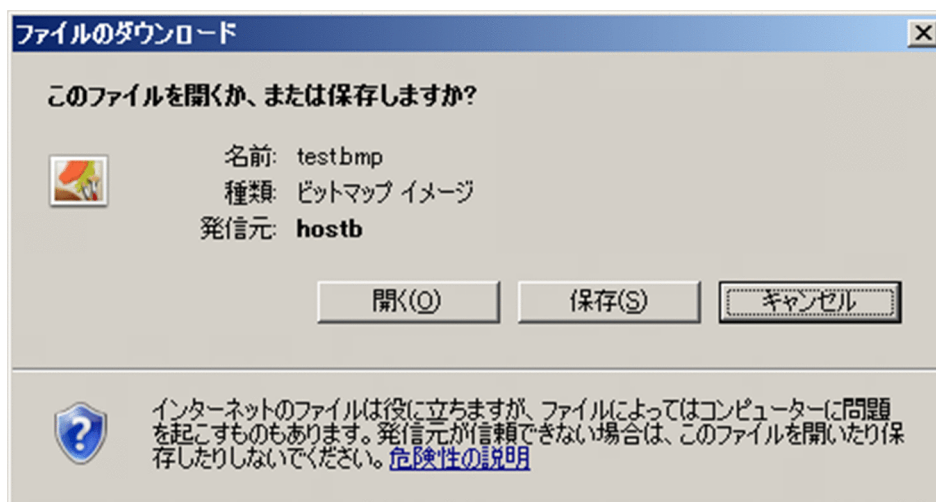 ファイルのダウンロード
このファイルを開くか、または保存しますか?
名前: test.bmp
種類: ビットマップ イメージ
発信元: hostb
開く(O)
保存(S)
キャンセル
インターネットのファイルは役に立ちますが、ファイルによってはコンピューターに問題
を起こすものもあります。発信元が信頼できない場合は、このファイルを開いたり保
存したりしないでください。危険性の説明